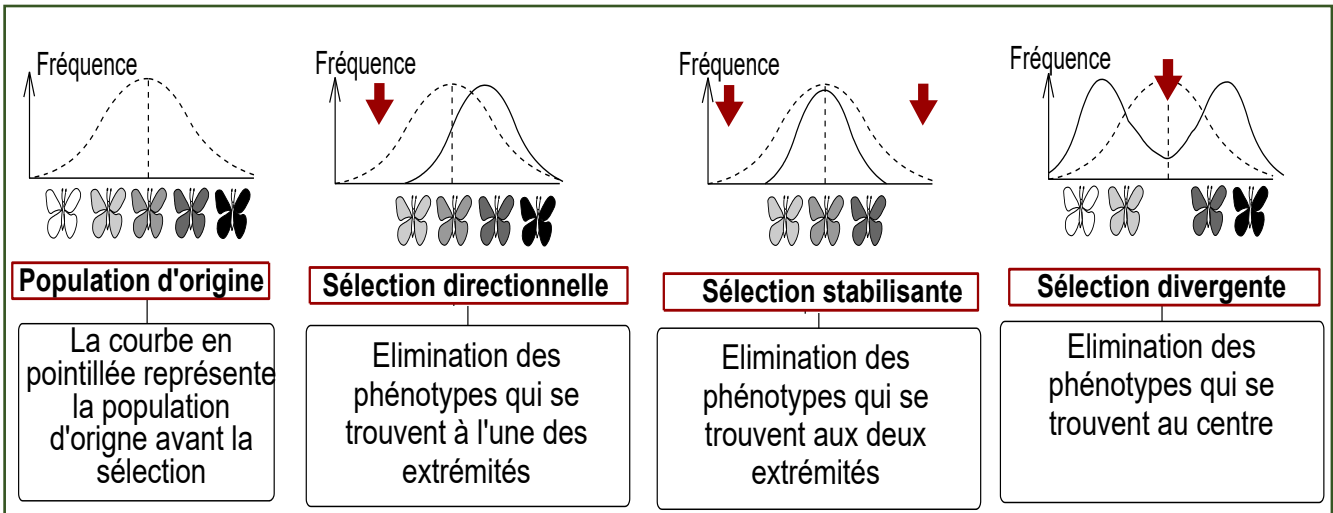 Fréquence
Population d'origine
La courbe en
pointillée représente
la population
d'origne avant la
sélection
Fréquence
Sélection directionnelle
Elimination des
phénotypes qui se
trouvent à l'une des
extrémités
Fréquence
Sélection stabilisante
Elimination des
phénotypes qui se
trouvent aux deux
extrémités
Fréquence
Sélection divergente
Elimination des
phénotypes qui se
trouvent au centre